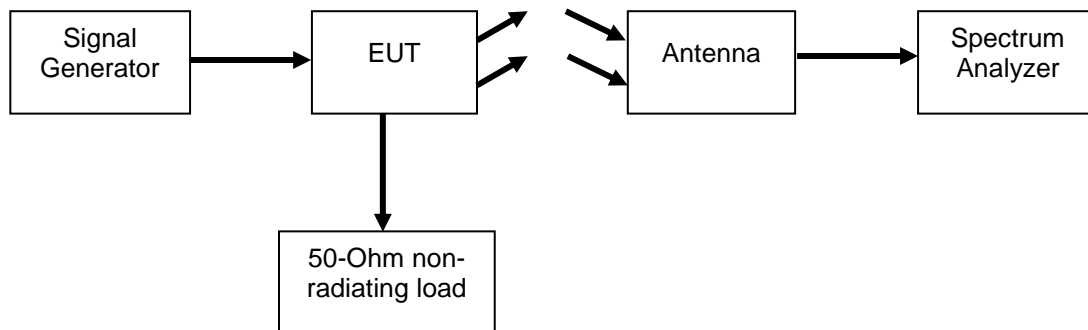 Signal
Generator
EUT
Antenna
Spectrum
Analyzer
50-Ohm non-
radiating load